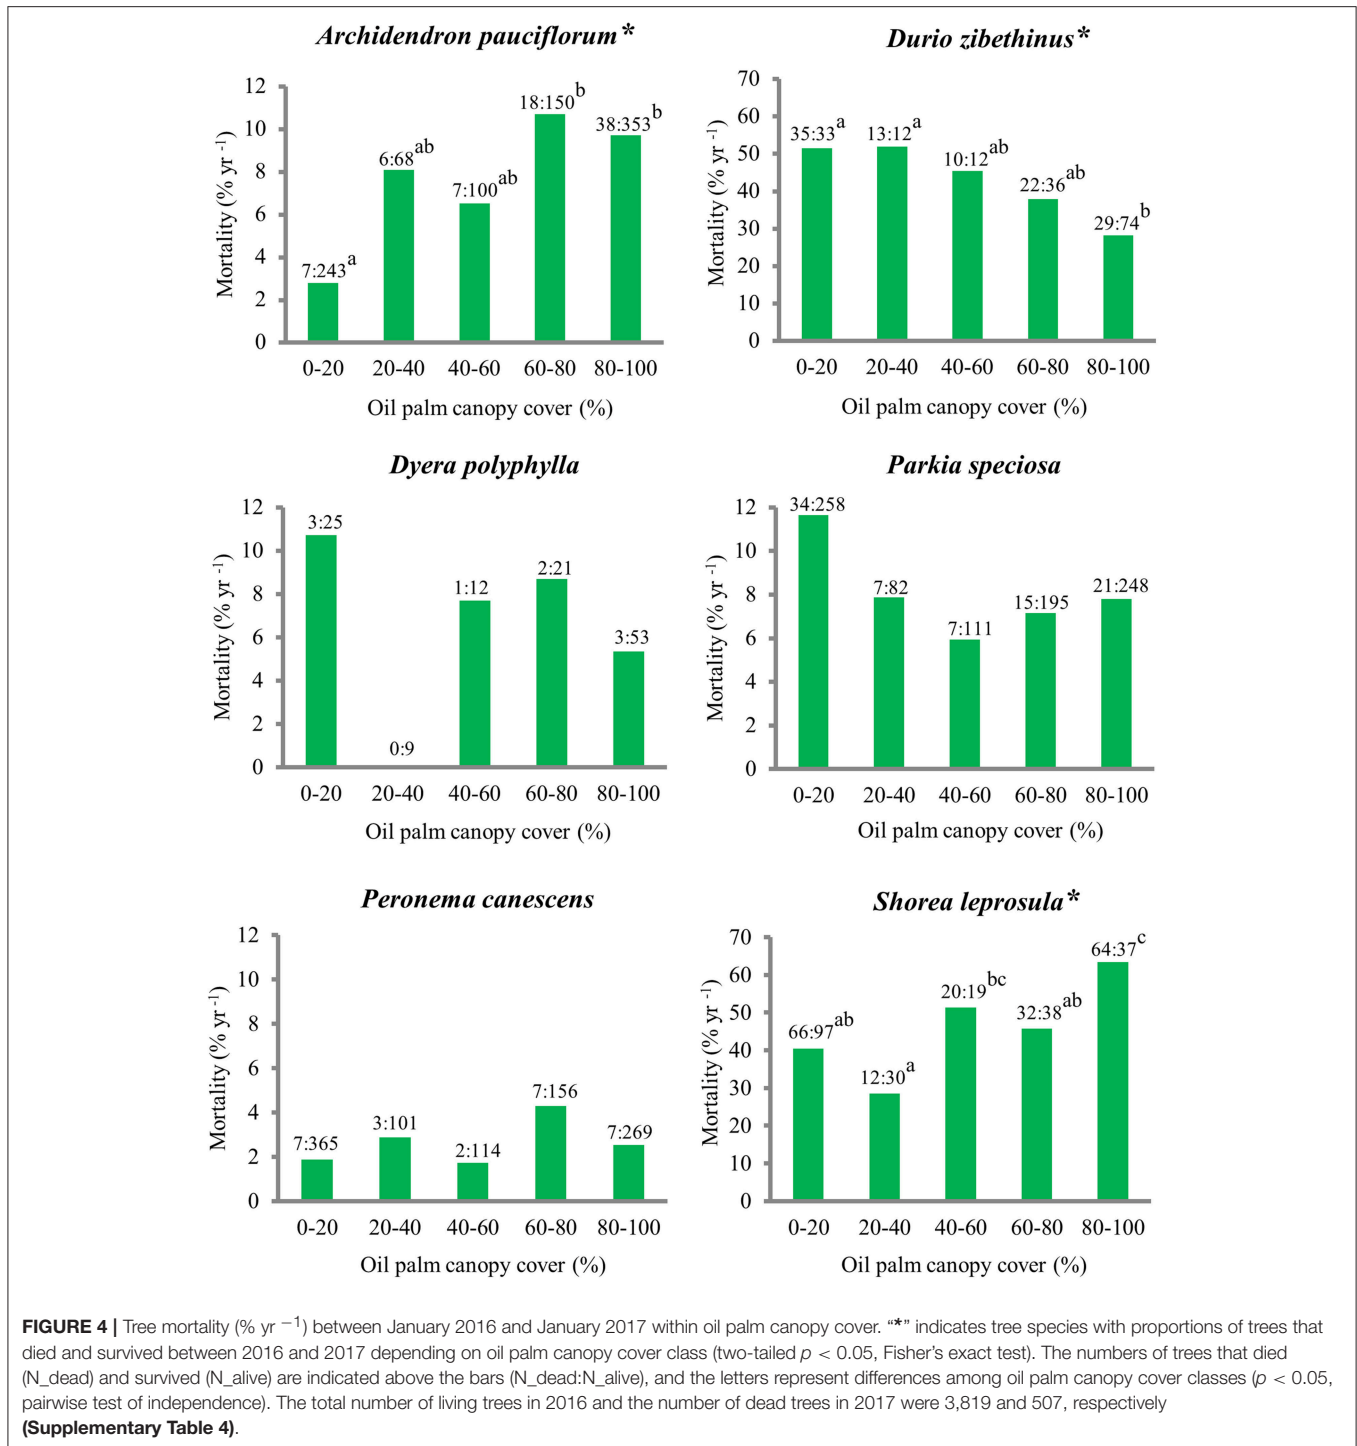 Archidendron pauciflorum*
Mortality (% yr -1)
12
10
8
6
4
2
0
7:243a
6:68ab
7:100ab
18:150b
38:353b
0-20 20-40 40-60 60-80 80-100
Oil palm canopy cover (%)
Durio zibethinus*
Mortality (% yr -1)
70
60
50
40
30
20
10
0
35:33a
13:12a
10:12ab
22:36ab
29:74b
0-20 20-40 40-60 60-80 80-100
Oil palm canopy cover (%)
Dyera polyphylla
Mortality (% yr -1)
12
10
8
6
4
2
0
3:25
0:9
1:12
2:21
3:53
0-20 20-40 40-60 60-80 80-100
Oil palm canopy cover (%)
Parkia speciosa
Mortality (% yr -1)
12
10
8
6
4
2
0
34:258
7:82
7:111
15:195
21:248
0-20 20-40 40-60 60-80 80-100
Oil palm canopy cover (%)
Peronema canescens
Mortality (% yr -1)
12
10
8
6
4
2
0
7:365
3:101
2:114
7:156
7:269
0-20 20-40 40-60 60-80 80-100
Oil palm canopy cover (%)
Shorea leprosula*
Mortality (% yr -1)
70
60
50
40
30
20
10
0
66:97ab
12:30a
20:19bc
32:38ab
64:37c
0-20 20-40 40-60 60-80 80-100
Oil palm canopy cover (%)
FIGURE 4 | Tree mortality (% yr −1) between January 2016 and January 2017 within oil palm canopy cover. "*" indicates tree species with proportions of trees that
died and survived between 2016 and 2017 depending on oil palm canopy cover class (two-tailed p < 0.05, Fisher's exact test). The numbers of trees that died
(N_dead) and survived (N_alive) are indicated above the bars (N_dead:N_alive), and the letters represent differences among oil palm canopy cover classes (p < 0.05,
pairwise test of independence). The total number of living trees in 2016 and the number of dead trees in 2017 were 3,819 and 507, respectively
(Supplementary Table 4).